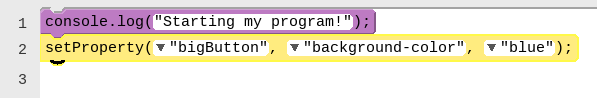 1 console.log("Starting my program!");
2 setProperty(▼"bigButton", ▼"background-color", ▼"blue");
3